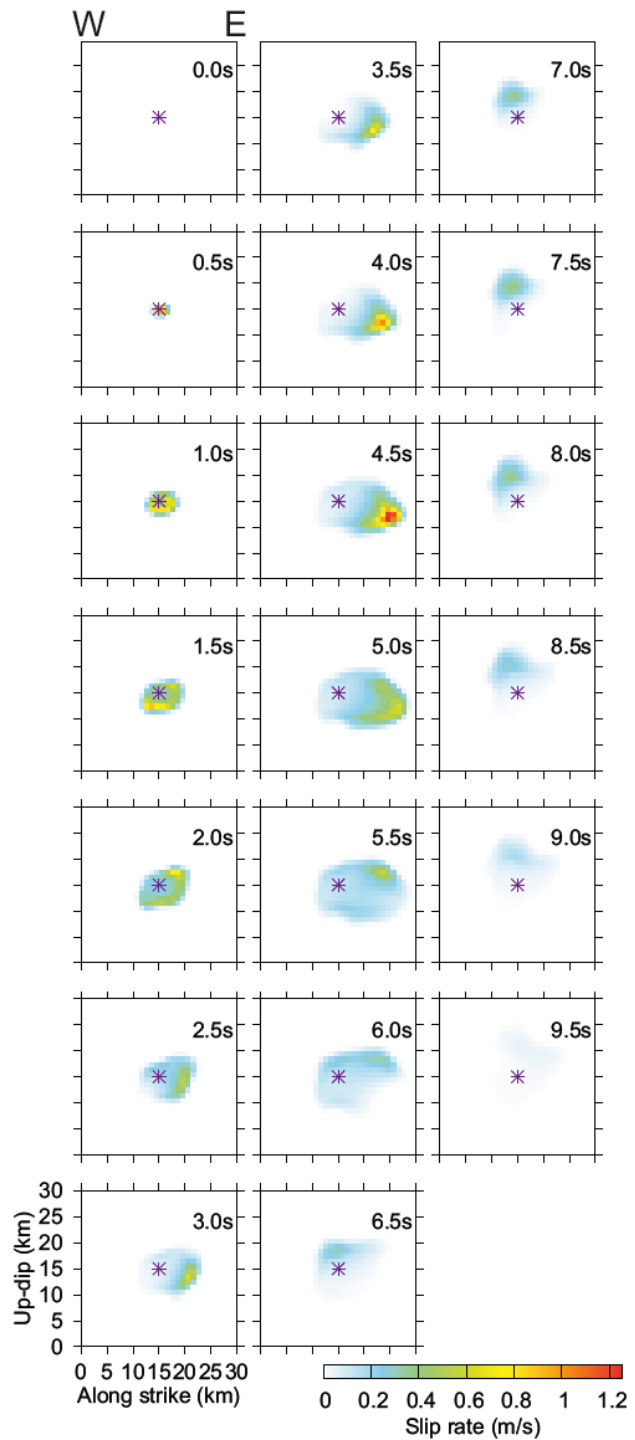 W E
0.0s 3.5s 7.0s
0.5s 4.0s 7.5s
1.0s 4.5s 8.0s
1.5s 5.0s 8.5s
2.0s 5.5s 9.0s
2.5s 6.0s 9.5s
3.0s 6.5s
30
25
20
15
10
5
0
Up-dip (km)
0 5 10 15 20 25 30
Along strike (km)
0 0.2 0.4 0.6 0.8 1 1.2
Slip rate (m/s)